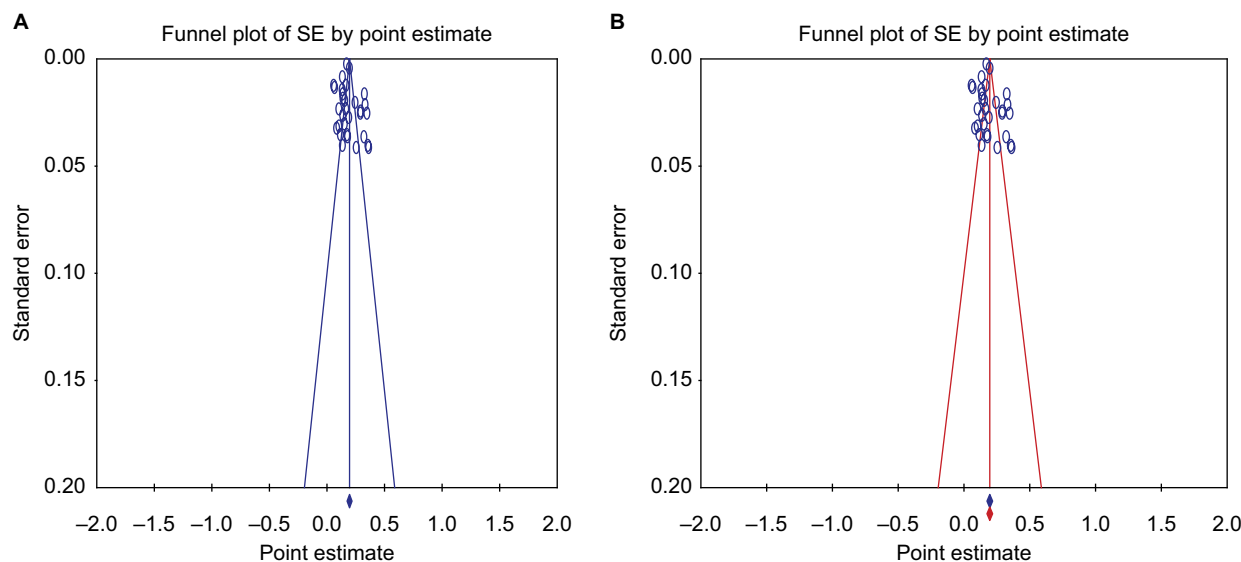 A
Funnel plot of SE by point estimate
0.00
0.05
0.10
0.15
0.20
Standard error
–2.0 –1.5 –1.0 –0.5 0.0 0.5 1.0 1.5 2.0
Point estimate
B
Funnel plot of SE by point estimate
0.00
0.05
0.10
0.15
0.20
Standard error
–2.0 –1.5 –1.0 –0.5 0.0 0.5 1.0 1.5 2.0
Point estimate